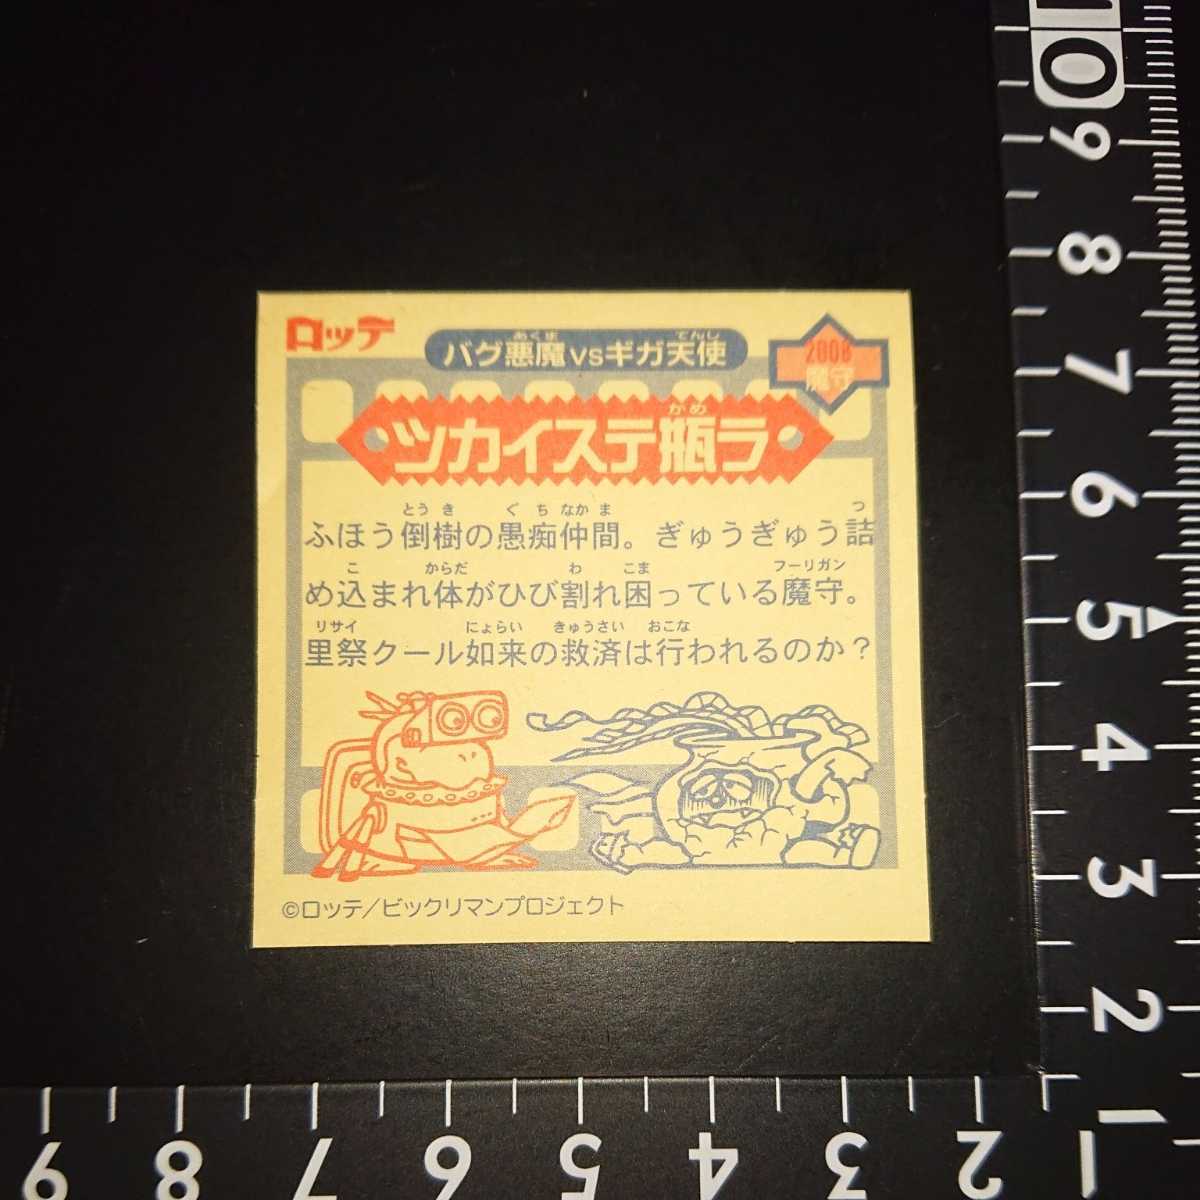 ロッテ
あくま てんし
バグ悪魔vsギガ天使
2008
魔守
がめ
ツカイステ瓶ラ
とう き ぐ ち なか ま つ
ふほう倒樹の愚痴仲間。ぎゅうぎゅう詰
こ からだ わ こま フーリガン
め込まれ体がひび割れ困っている魔守。
リサイ にょらい きゅうさい おこな
里祭クール如来の救済は行われるのか？
©ロッテ/ビックリマンプロジェクト
10
9
8
7
6
5
4
3
2
1
9 8 7 6 5 4 3 2 1